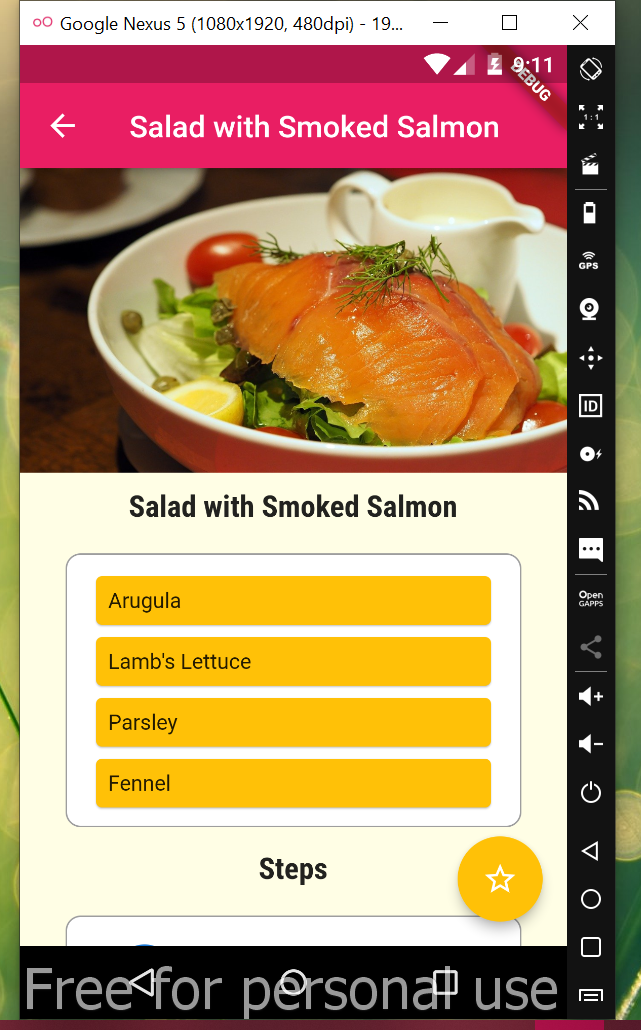 Google Nexus 5 (1080x1920, 480dpi) - 19...
9:11
DEBUG
Salad with Smoked Salmon
1:1
GPS
ID
Salad with Smoked Salmon
Arugula
Lamb's Lettuce
Parsley
Fennel
Open
GAPPS
Steps
Free for personal use